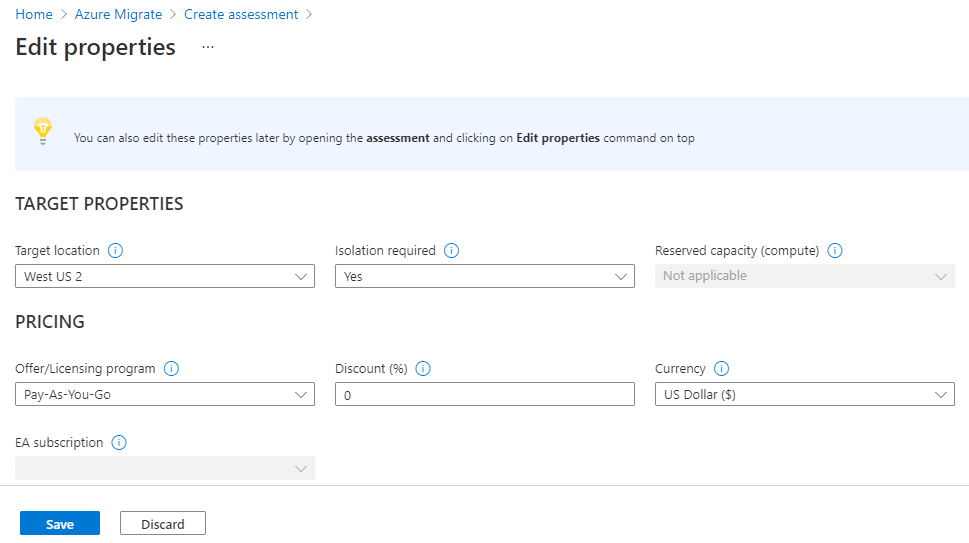 Home > Azure Migrate > Create assessment >
Edit properties ...
You can also edit these properties later by opening the assessment and clicking on Edit properties command on top
TARGET PROPERTIES
Target location Isolation required Reserved capacity (compute)
West US 2 Yes Not applicable
PRICING
Offer/Licensing program Discount (%) Currency
Pay-As-You-Go 0 US Dollar ($)
EA subscription
Save Discard